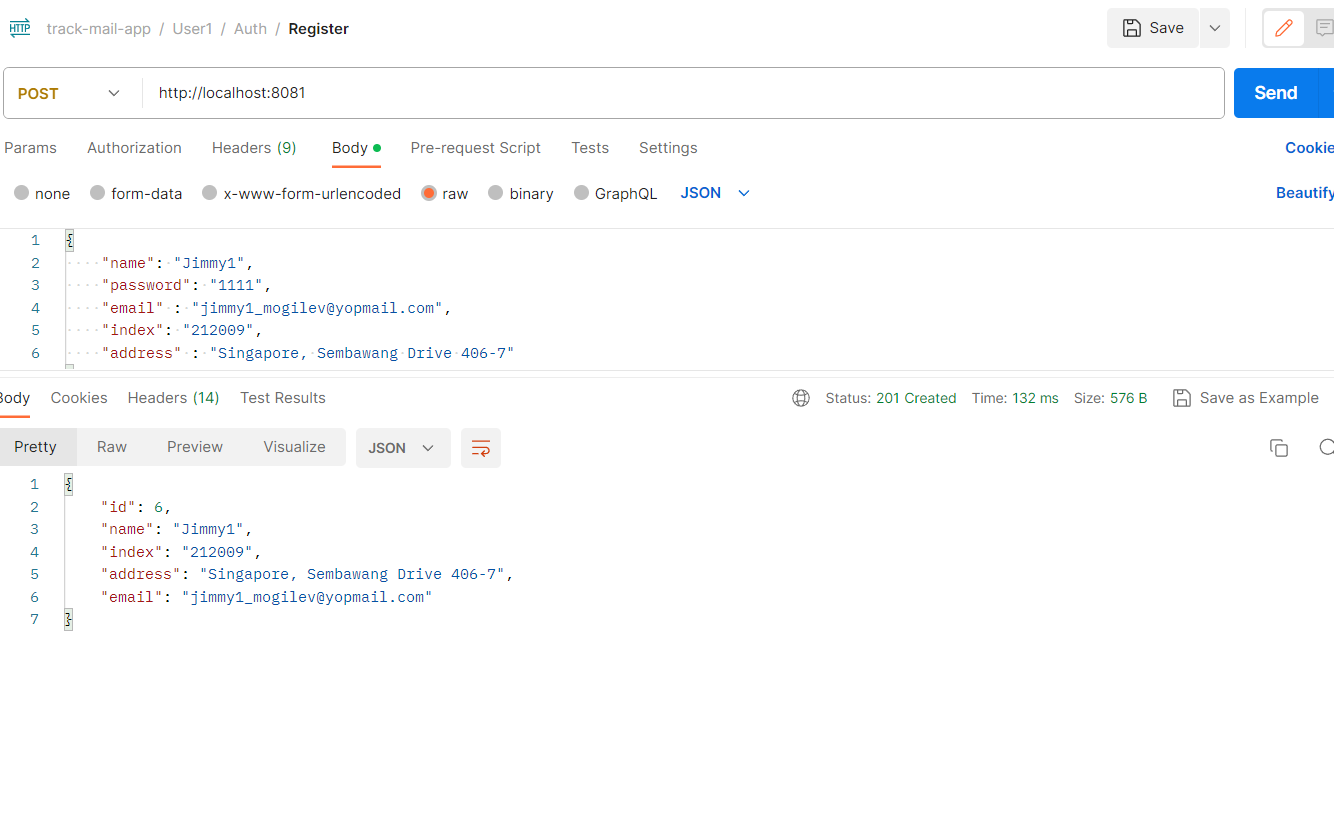 HTTP track-mail-app / User1 / Auth / Register Save
POST http://localhost:8081 Send
Params Authorization Headers (9) Body Pre-request Script Tests Settings Cookie
none form-data x-www-form-urlencoded raw binary GraphQL JSON Beautify
1 {
2 "name": "Jimmy1",
3 "password": "1111",
4 "email" : "jimmy1_mogilev@yopmail.com",
5 "index": "212009",
6 "address" : "Singapore, Sembawang Drive 406-7"
Body Cookies Headers (14) Test Results Status: 201 Created Time: 132 ms Size: 576 B Save as Example
Pretty Raw Preview Visualize JSON
1 {
2 "id": 6,
3 "name": "Jimmy1",
4 "index": "212009",
5 "address": "Singapore, Sembawang Drive 406-7",
6 "email": "jimmy1_mogilev@yopmail.com"
7 }